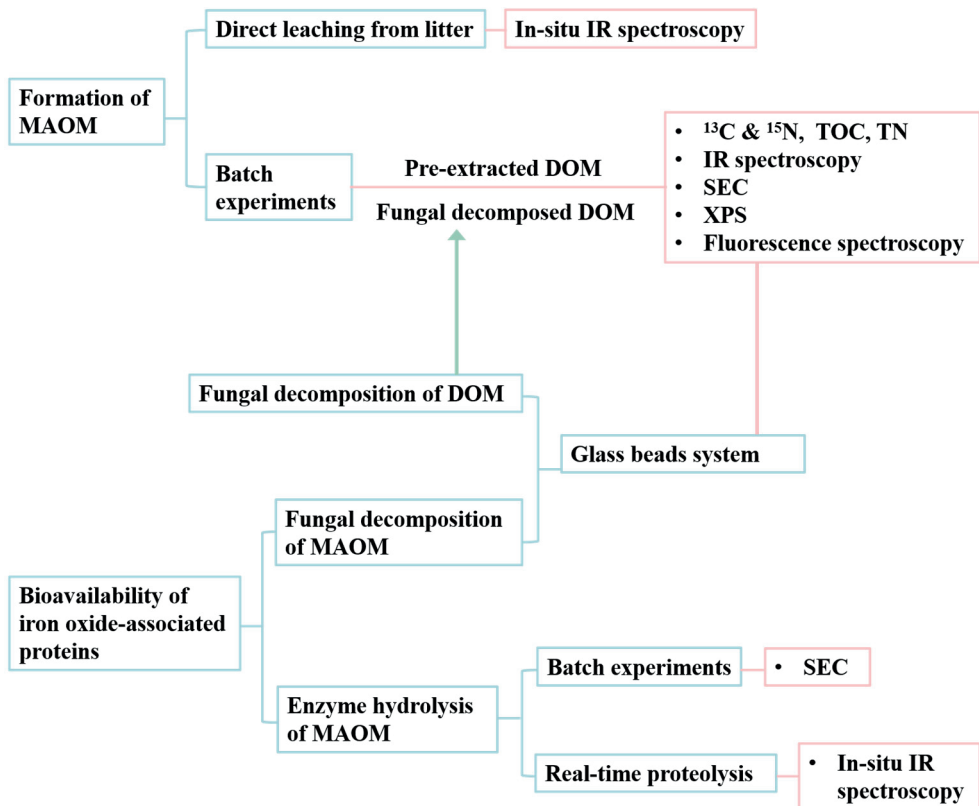 Direct leaching from litter
In-situ IR spectroscopy
Formation of
MAOM
Batch
experiments
Pre-extracted DOM
Fungal decomposed DOM
• ¹³C & ¹⁵N, TOC, TN
• IR spectroscopy
• SEC
• XPS
• Fluorescence spectroscopy
Fungal decomposition of DOM
Glass beads system
Fungal decomposition
of MAOM
Bioavailability of
iron oxide-associated
proteins
Enzyme hydrolysis
of MAOM
Batch experiments
• SEC
Real-time proteolysis
• In-situ IR
spectroscopy